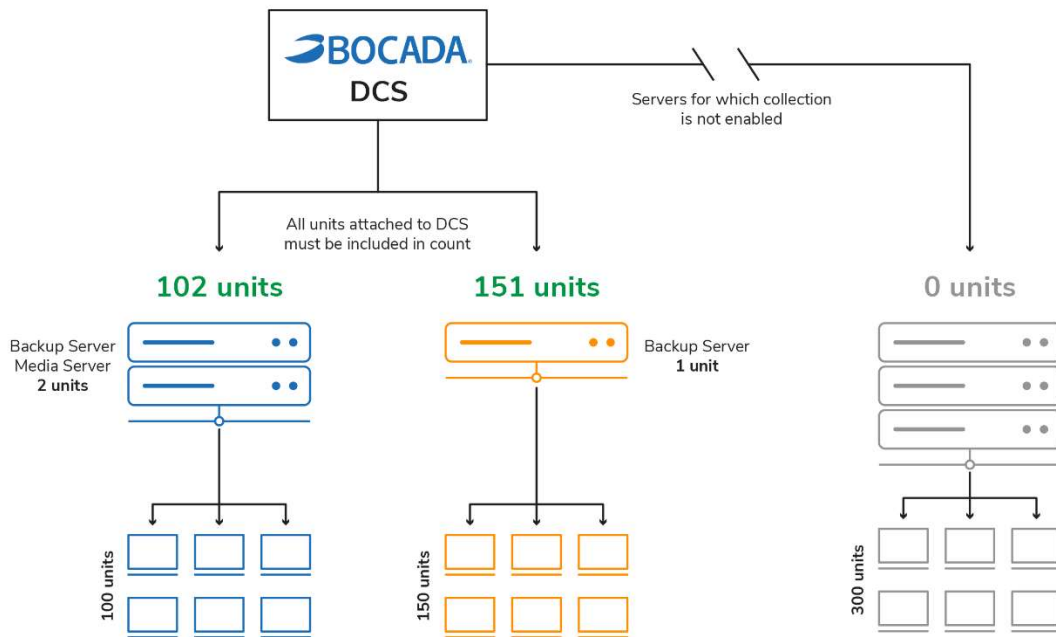 BOCADA
DCS
Servers for which collection
is not enabled
All units attached to DCS
must be included in count
102 units
151 units
0 units
Backup Server
Media Server
2 units
Backup Server
1 unit
100 units
150 units
300 units